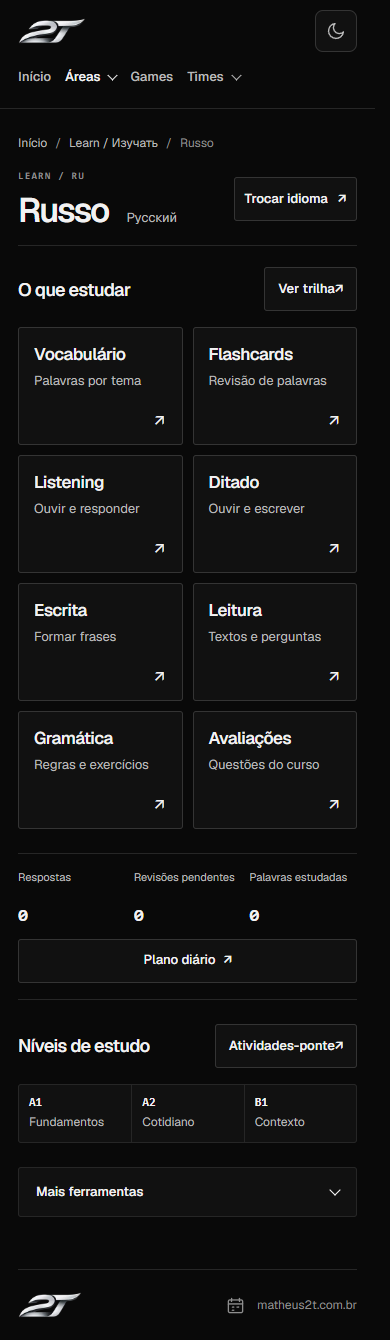 2T
Início Áreas Games Times
Início / Learn / Изучать / Russo
LEARN / RU
Russo Русский
Trocar idioma ↗
O que estudar
Ver trilha↗
Vocabulário
Palavras por tema
↗
Flashcards
Revisão de palavras
↗
Listening
Ouvir e responder
↗
Ditado
Ouvir e escrever
↗
Escrita
Formar frases
↗
Leitura
Textos e perguntas
↗
Gramática
Regras e exercícios
↗
Avaliações
Questões do curso
↗
Respostas
0
Revisões pendentes
0
Palavras estudadas
0
Plano diário ↗
Níveis de estudo
Atividades-ponte↗
A1
Fundamentos
A2
Cotidiano
B1
Contexto
Mais ferramentas
2T
matheus2t.com.br